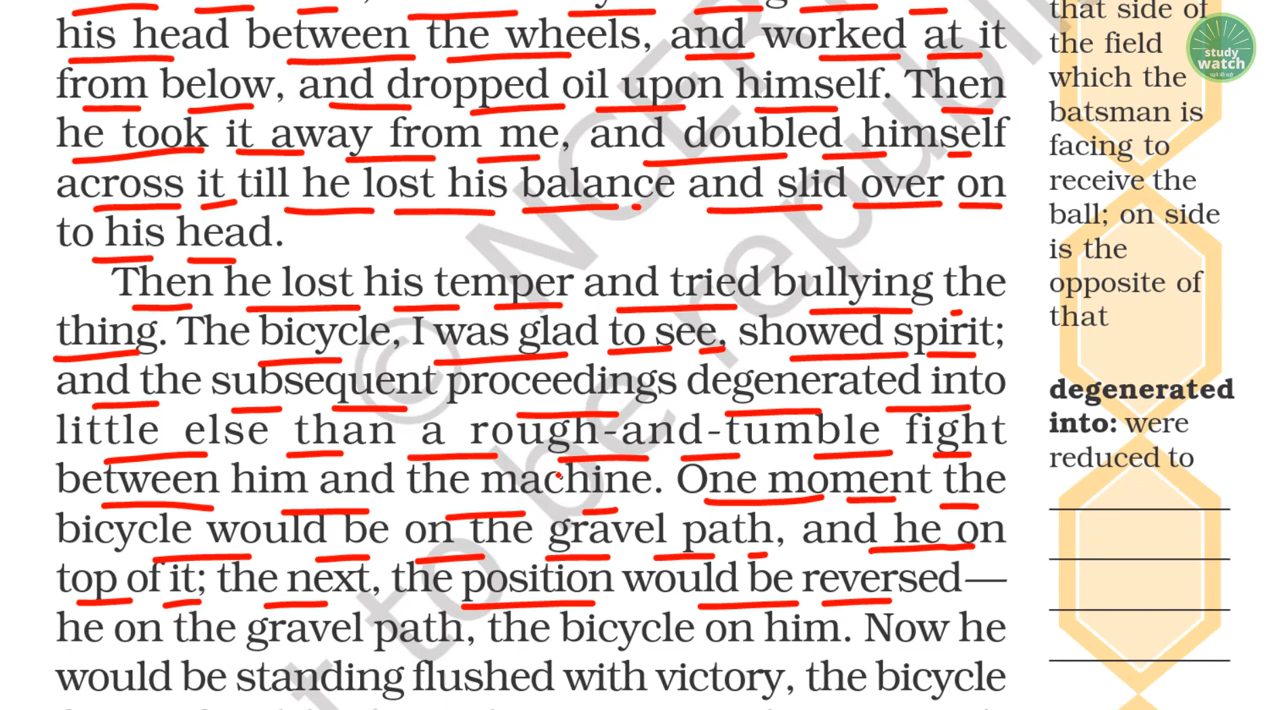 his head between the wheels, and worked at it
from below, and dropped oil upon himself. Then
he took it away from me, and doubled himself
across it till he lost his balance and slid over on
to his head.
Then he lost his temper and tried bullying the
thing. The bicycle, I was glad to see, showed spirit;
and the subsequent proceedings degenerated into
little else than a rough-and-tumble fight
between him and the machine. One moment the
bicycle would be on the gravel path, and he on
top of it; the next, the position would be reversed—
he on the gravel path, the bicycle on him. Now he
would be standing flushed with victory, the bicycle
that side of
the field
which the
batsman is
facing to
receive the
ball; on side
is the
opposite of
that
degenerated
into: were
reduced to
study
watch
© NCER
republi
t to be